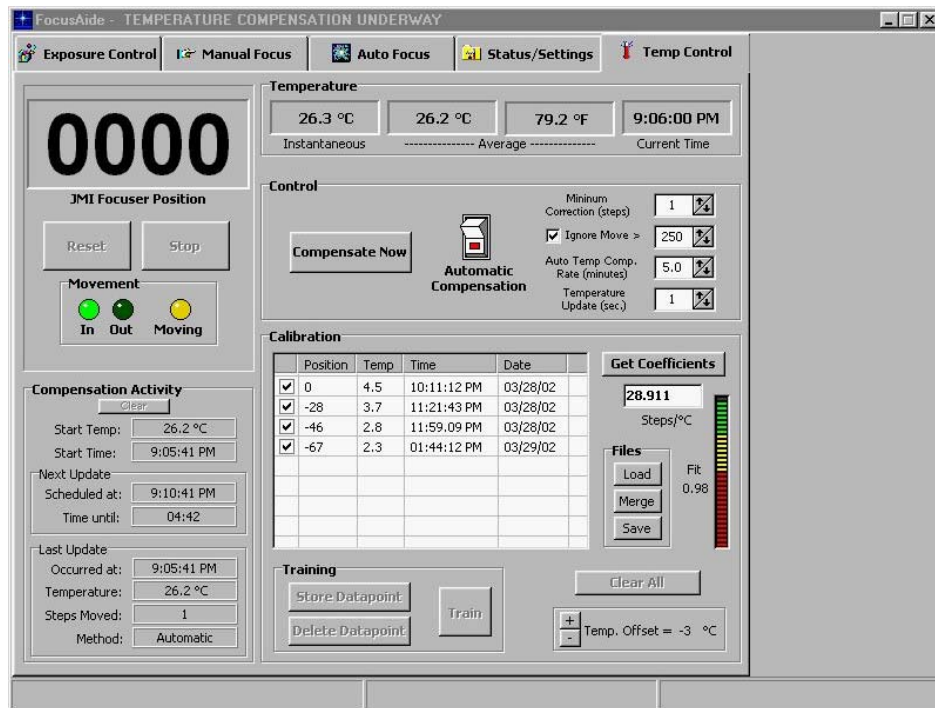 FocusAide - TEMPERATURE COMPENSATION UNDERWAY
Exposure Control
Manual Focus
Auto Focus
Status/Settings
Temp Control
0000
JMI Focuser Position
Reset
Stop
Movement
In Out Moving
Compensation Activity
Clear
Start Temp: 26.2 °C
Start Time: 9:05:41 PM
Next Update
Scheduled at: 9:10:41 PM
Time until: 04:42
Last Update
Occurred at: 9:05:41 PM
Temperature: 26.2 °C
Steps Moved: 1
Method: Automatic
Temperature
26.3 °C 26.2 °C 79.2 °F 9:06:00 PM
Instantaneous --------------- Average -------------- Current Time
Control
Compensate Now
Automatic
Compensation
Mininum
Correction (steps) 1
Ignore Move > 250
Auto Temp Comp.
Rate (minutes) 5.0
Temperature
Update (sec.) 1
Calibration
Position Temp Time Date
0 4.5 10:11:12 PM 03/28/02
-28 3.7 11:21:43 PM 03/28/02
-46 2.8 11:59.09 PM 03/28/02
-67 2.3 01:44:12 PM 03/29/02
Get Coefficients
28.911
Steps/°C
Files
Load
Merge
Save
Fit
0.98
Training
Store Datapoint
Delete Datapoint
Train
Clear All
+
-
Temp. Offset = -3 °C